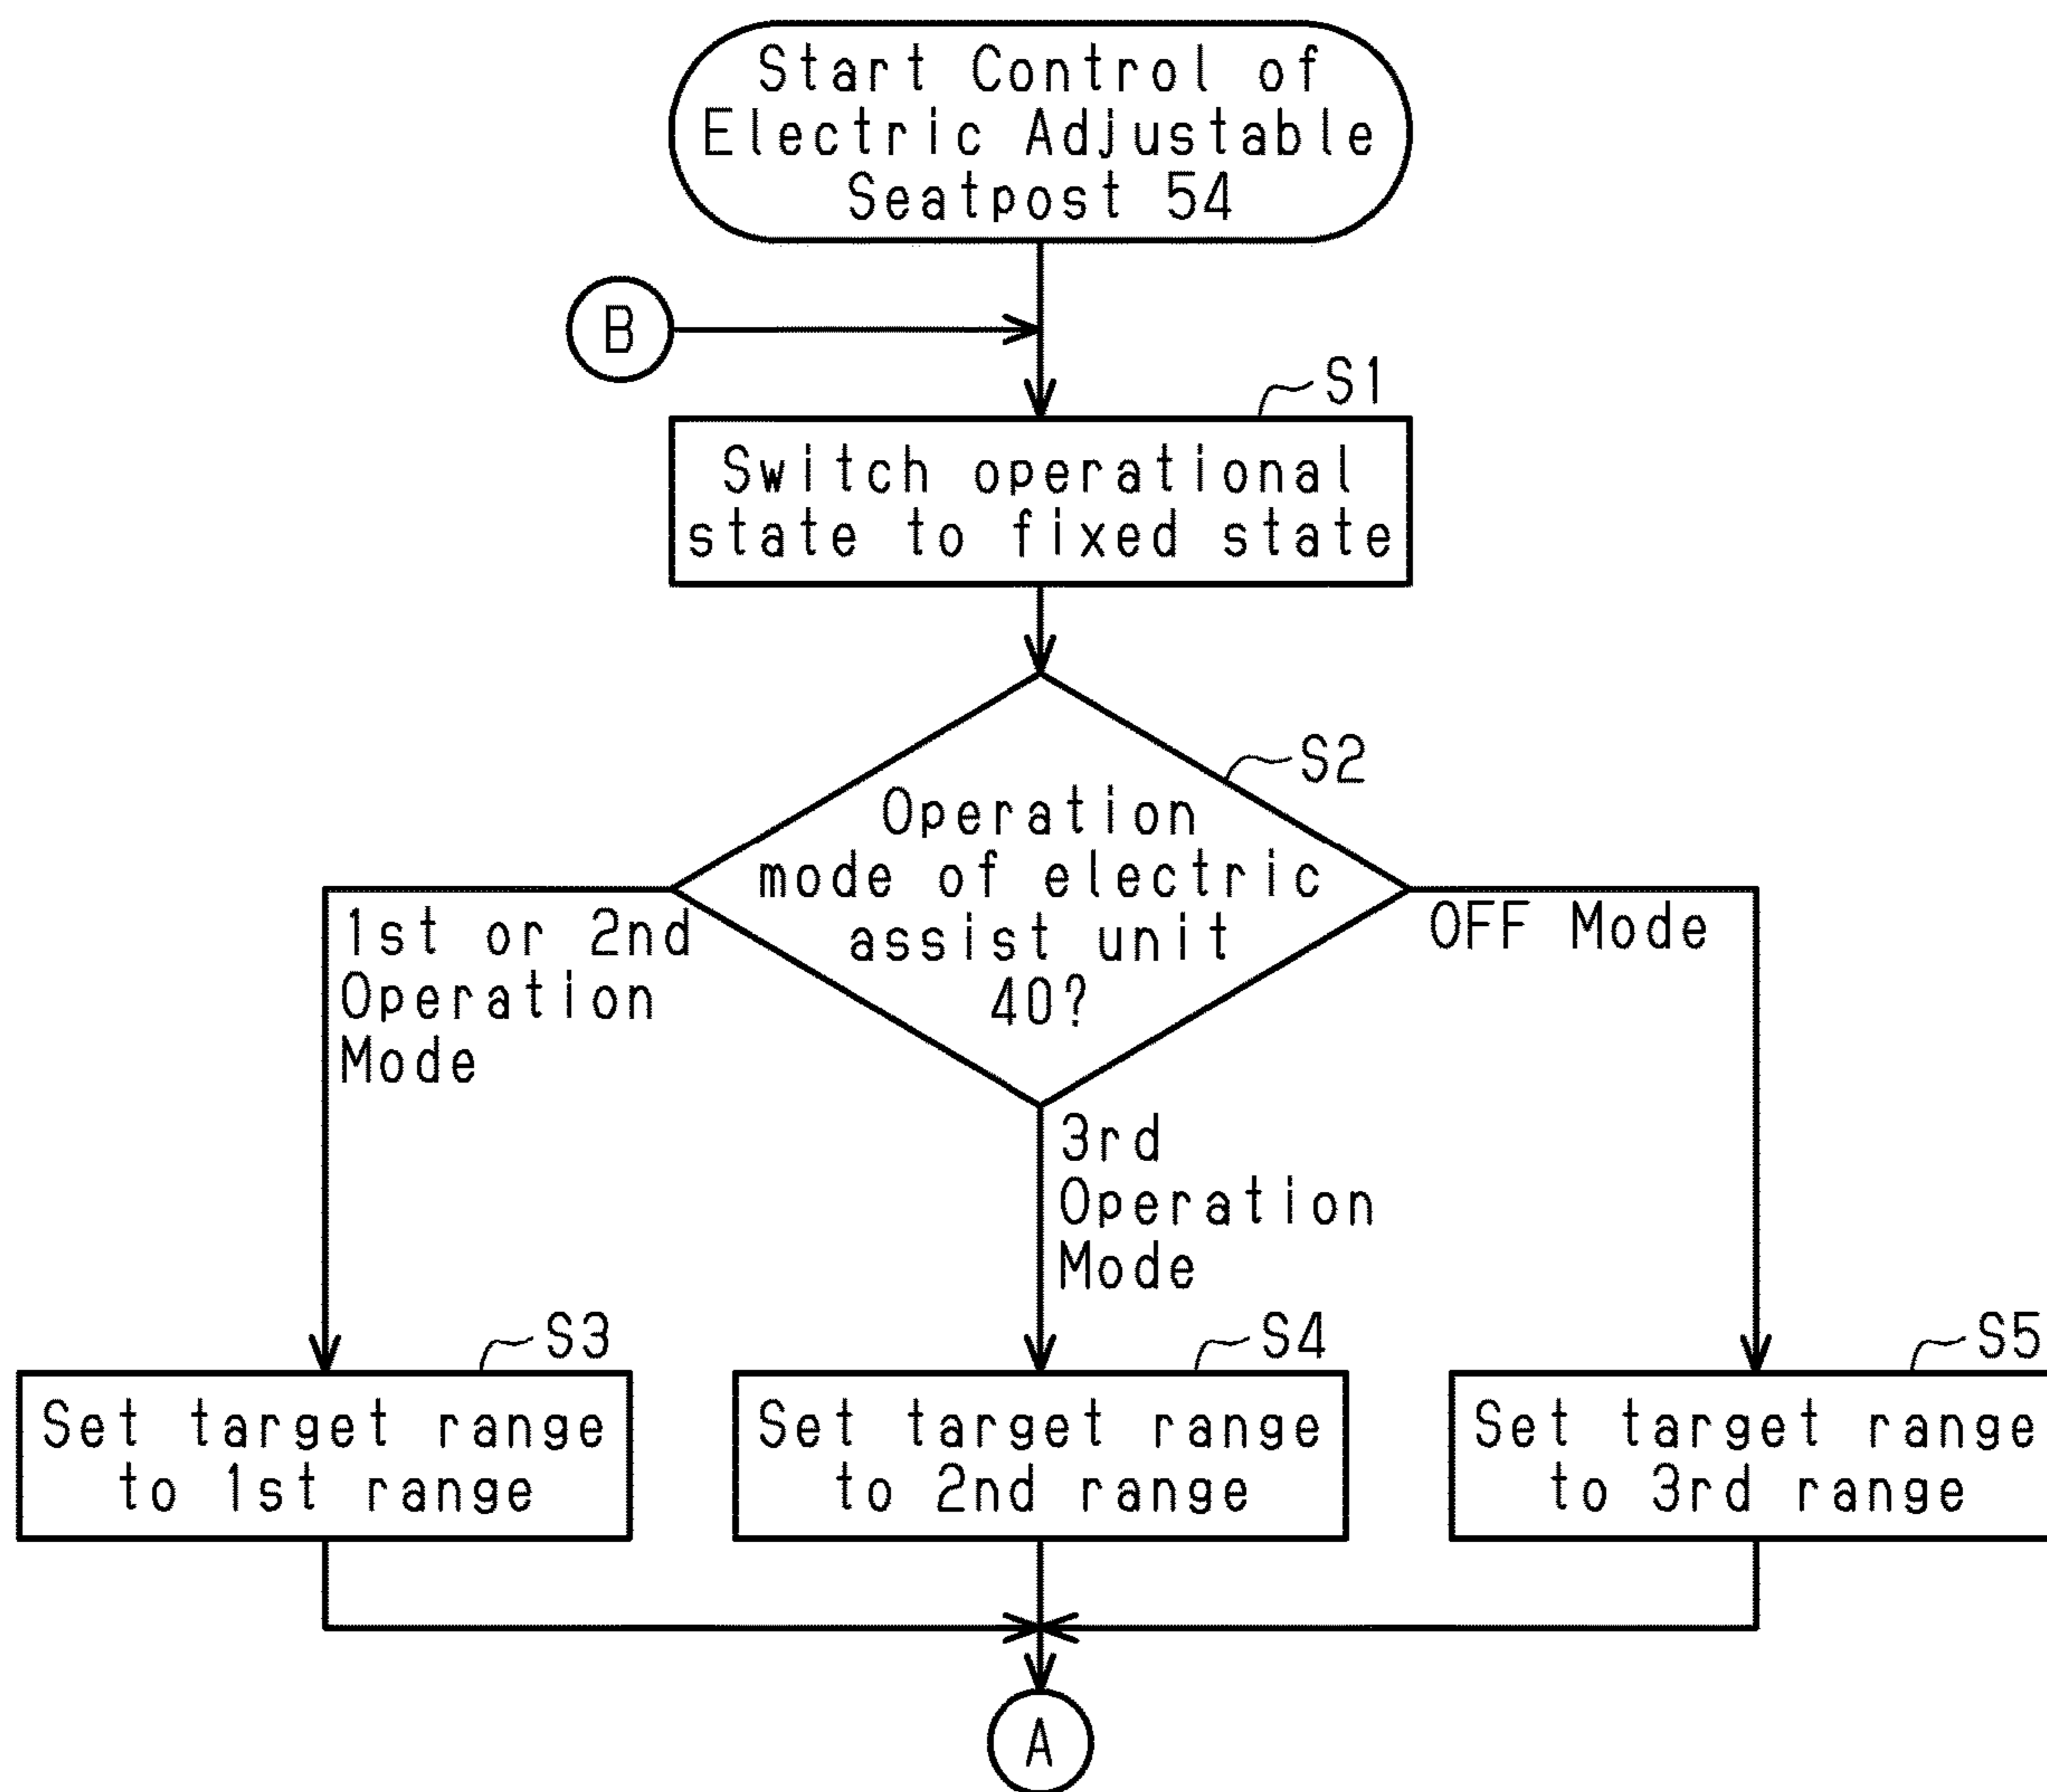 Start Control of
Electric Adjustable
Seatpost 54
B
S1
Switch operational
state to fixed state
S2
Operation
mode of electric
assist unit
40?
1st or 2nd
Operation
Mode
OFF Mode
3rd
Operation
Mode
S3
Set target range
to 1st range
S4
Set target range
to 2nd range
S5
Set target range
to 3rd range
A